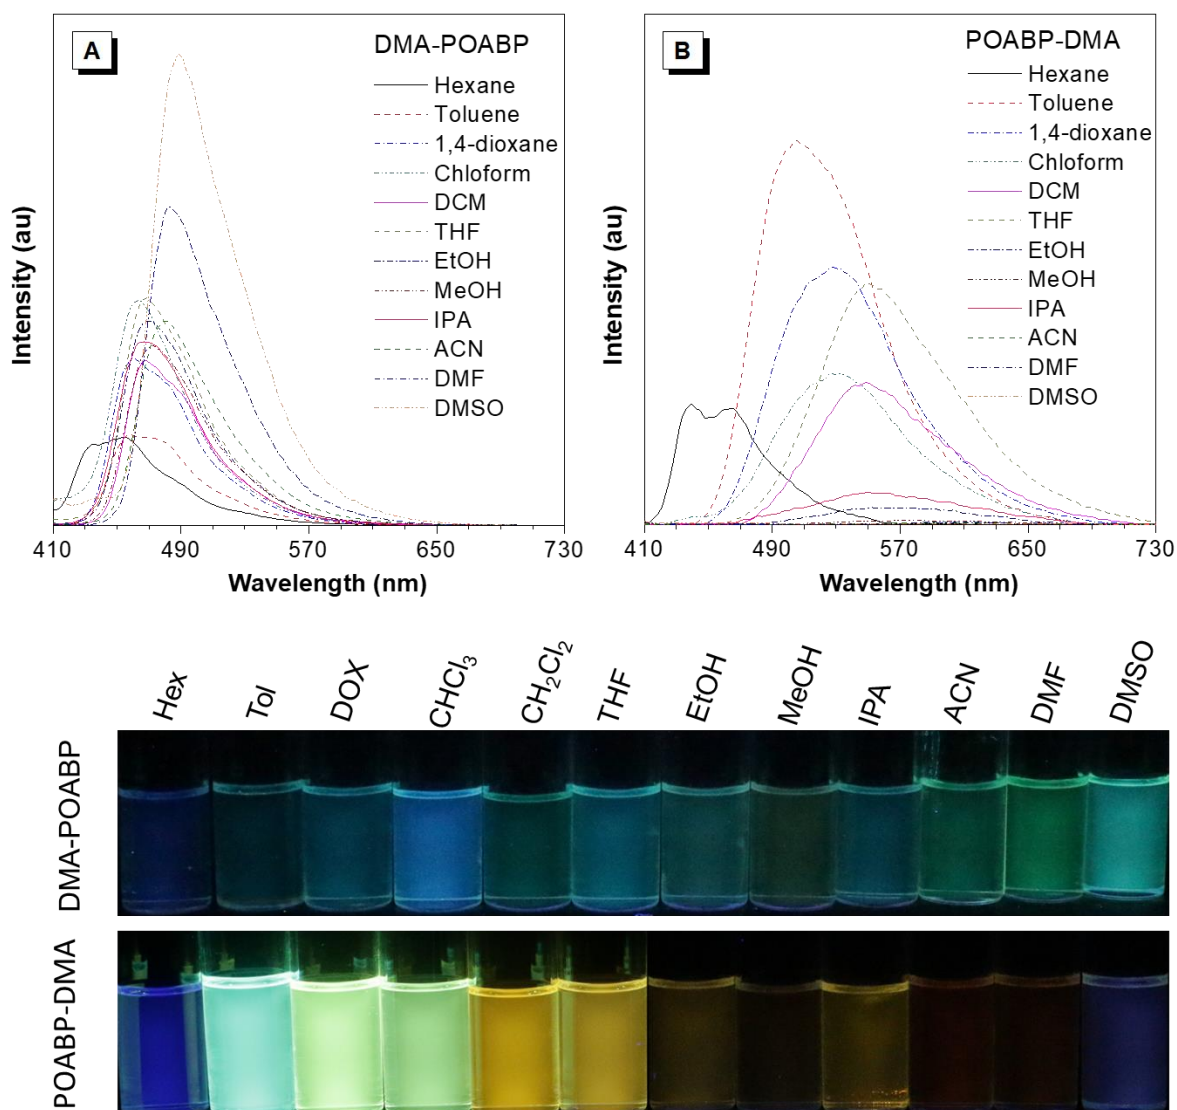 A
DMA-POABP
Hexane
Toluene
1,4-dioxane
Chloform
DCM
THF
EtOH
MeOH
IPA
ACN
DMF
DMSO
Intensity (au)
410 490 570 650 730
Wavelength (nm)
B
POABP-DMA
Hexane
Toluene
1,4-dioxane
Chloform
DCM
THF
EtOH
MeOH
IPA
ACN
DMF
DMSO
Intensity (au)
410 490 570 650 730
Wavelength (nm)
Hex Tol DOX CHCl₃ CH₂Cl₂ THF EtOH MeOH IPA ACN DMF DMSO
DMA-POABP
POABP-DMA